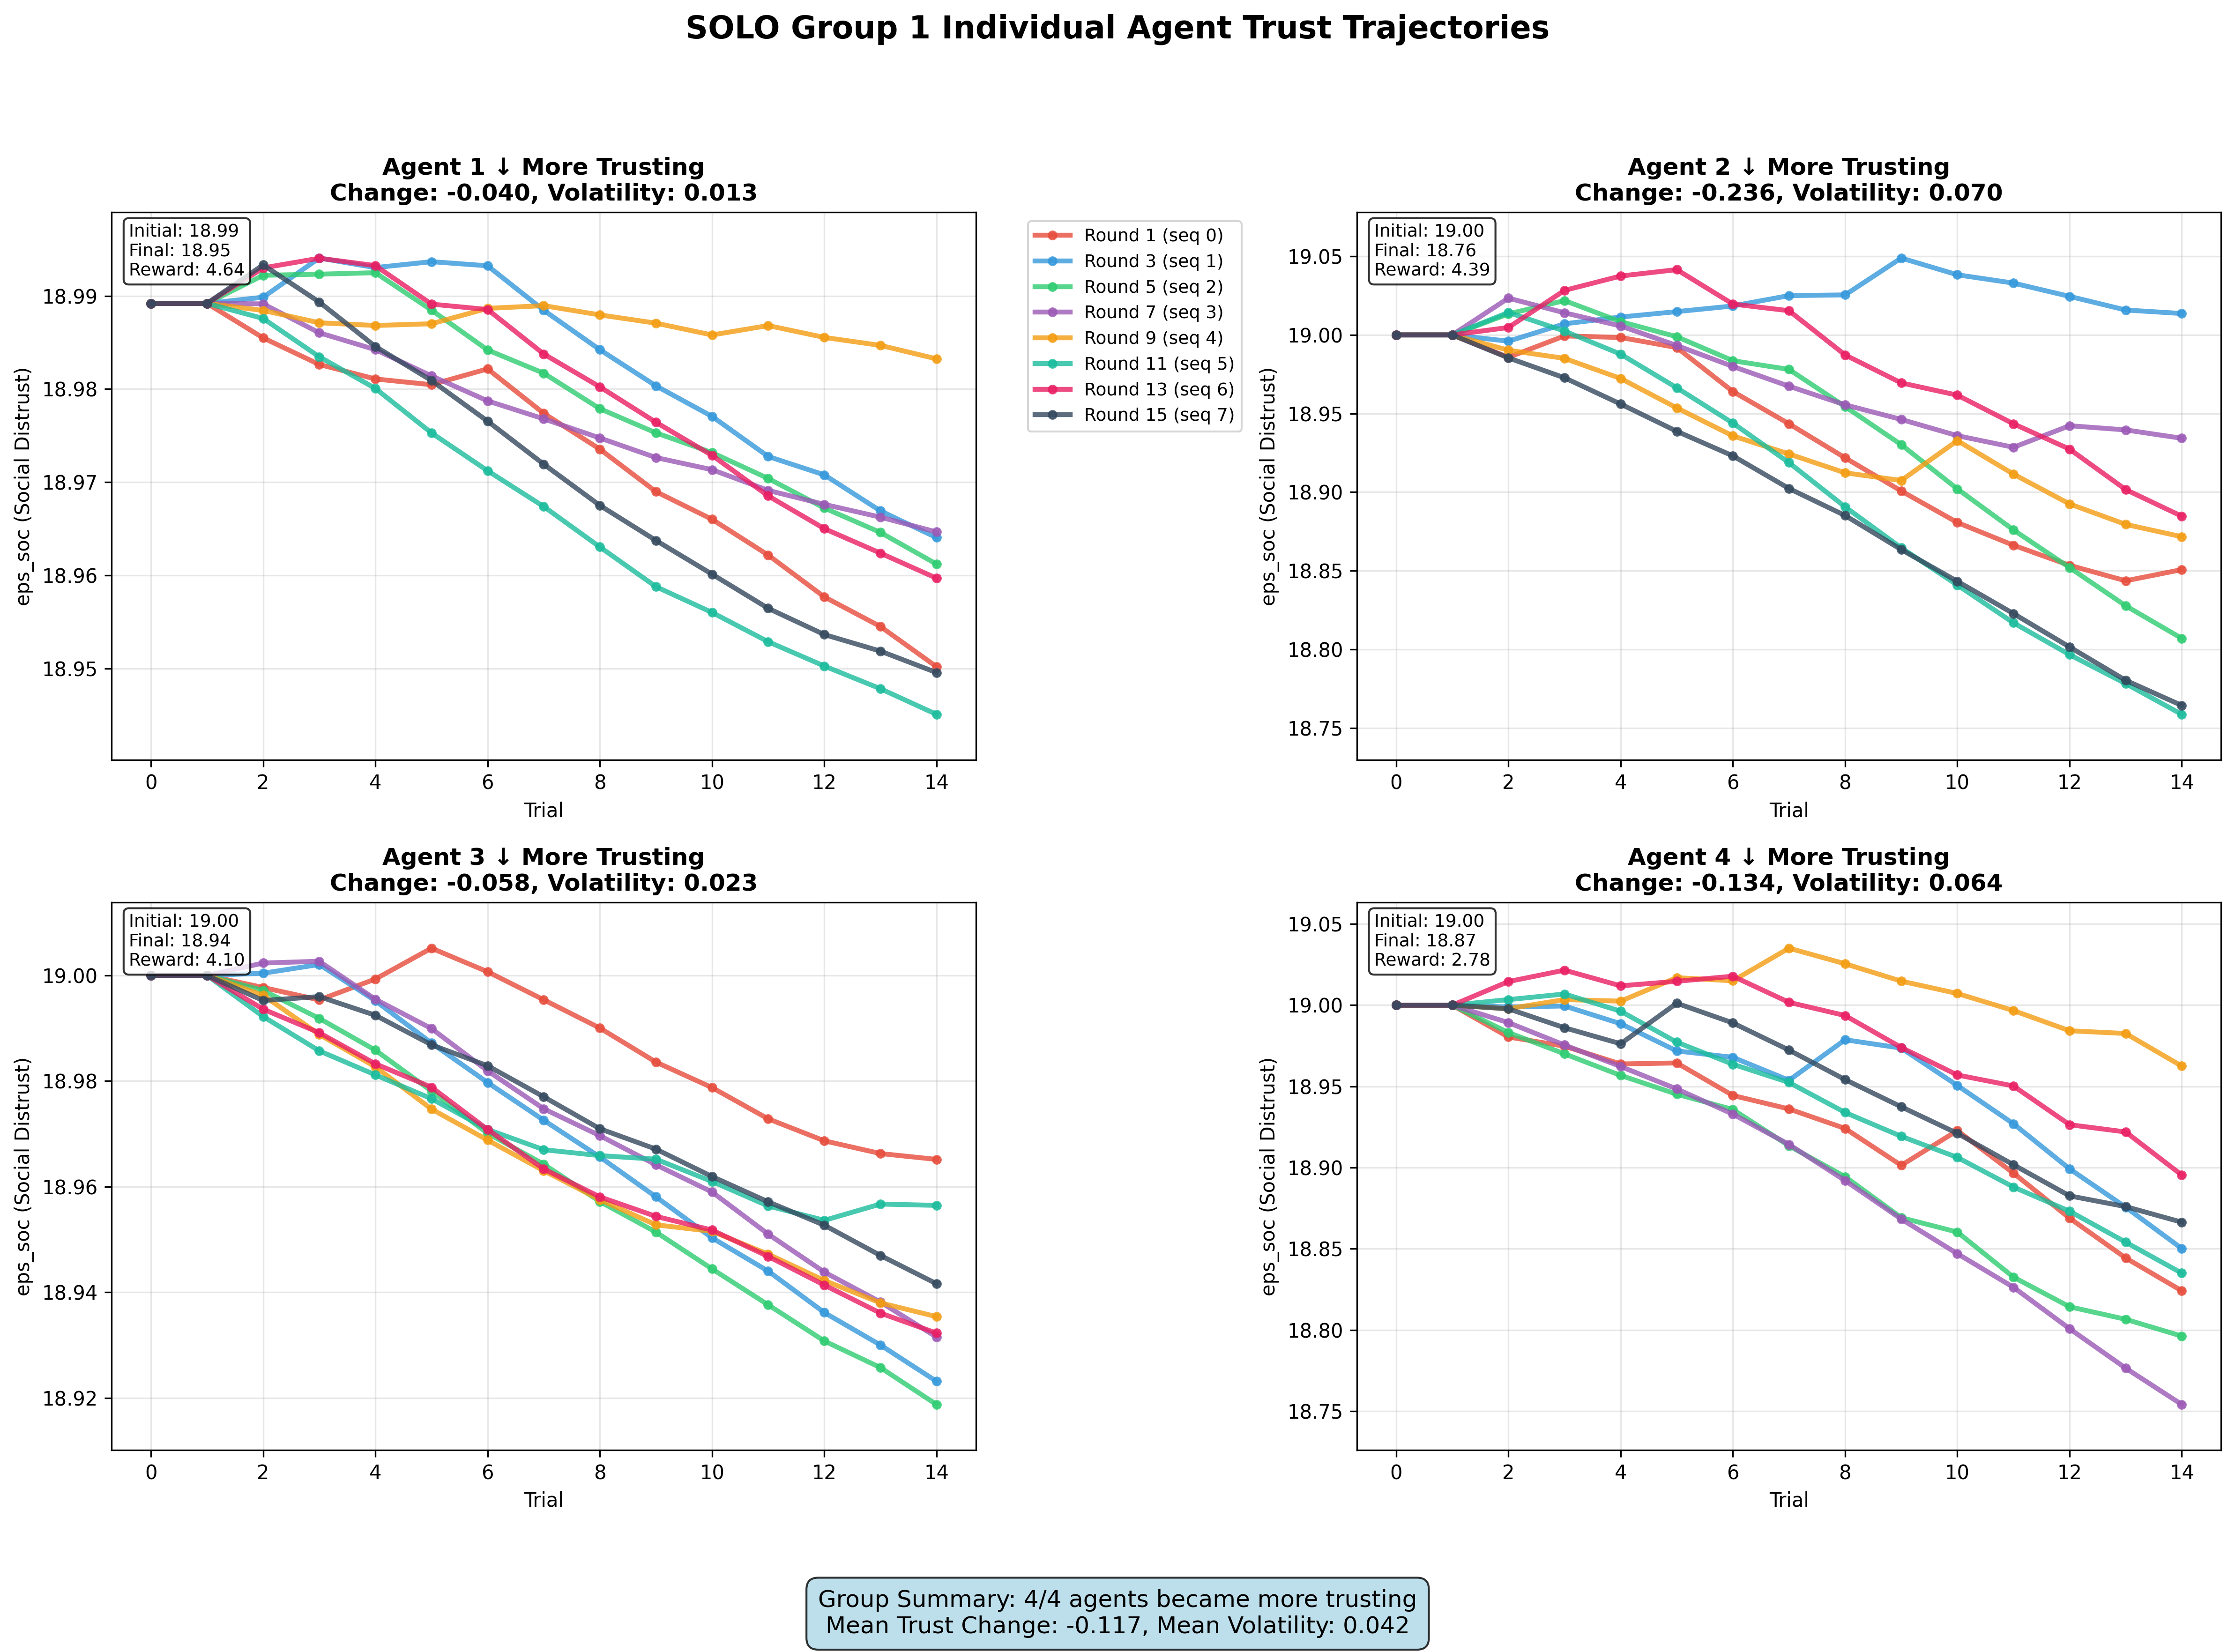 SOLO Group 1 Individual Agent Trust Trajectories
Agent 1 ↓ More Trusting
Change: -0.040, Volatility: 0.013
Initial: 18.99
Final: 18.95
Reward: 4.64
eps_soc (Social Distrust)
18.99
18.98
18.97
18.96
18.95
0 2 4 6 8 10 12 14
Trial
Round 1 (seq 0)
Round 3 (seq 1)
Round 5 (seq 2)
Round 7 (seq 3)
Round 9 (seq 4)
Round 11 (seq 5)
Round 13 (seq 6)
Round 15 (seq 7)
Agent 2 ↓ More Trusting
Change: -0.236, Volatility: 0.070
Initial: 19.00
Final: 18.76
Reward: 4.39
eps_soc (Social Distrust)
19.05
19.00
18.95
18.90
18.85
18.80
18.75
0 2 4 6 8 10 12 14
Trial
Agent 3 ↓ More Trusting
Change: -0.058, Volatility: 0.023
Initial: 19.00
Final: 18.94
Reward: 4.10
eps_soc (Social Distrust)
19.00
18.98
18.96
18.94
18.92
0 2 4 6 8 10 12 14
Trial
Agent 4 ↓ More Trusting
Change: -0.134, Volatility: 0.064
Initial: 19.00
Final: 18.87
Reward: 2.78
eps_soc (Social Distrust)
19.05
19.00
18.95
18.90
18.85
18.80
18.75
0 2 4 6 8 10 12 14
Trial
Group Summary: 4/4 agents became more trusting
Mean Trust Change: -0.117, Mean Volatility: 0.042